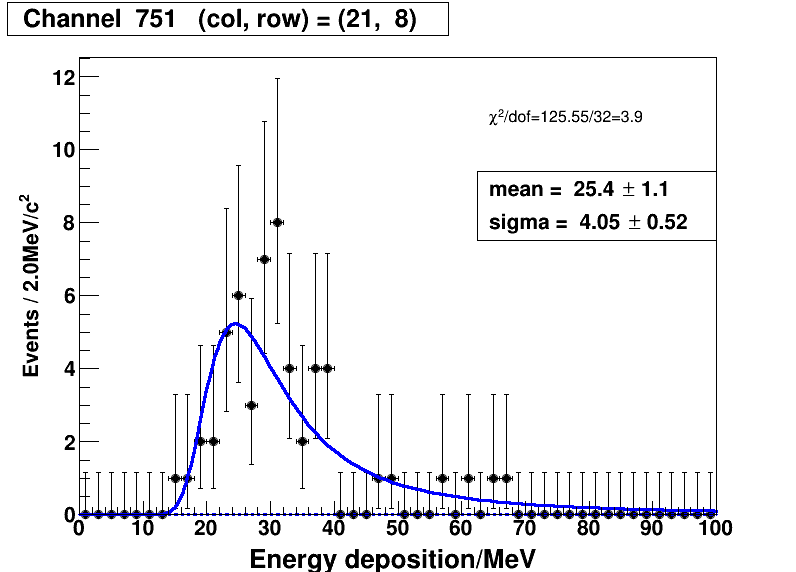 Channel 751 (col, row) = (21, 8)
χ²/dof=125.55/32=3.9
mean = 25.4 ± 1.1
sigma = 4.05 ± 0.52
Events / 2.0MeV/c²
12
10
8
6
4
2
0
0 10 20 30 40 50 60 70 80 90 100
Energy deposition/MeV